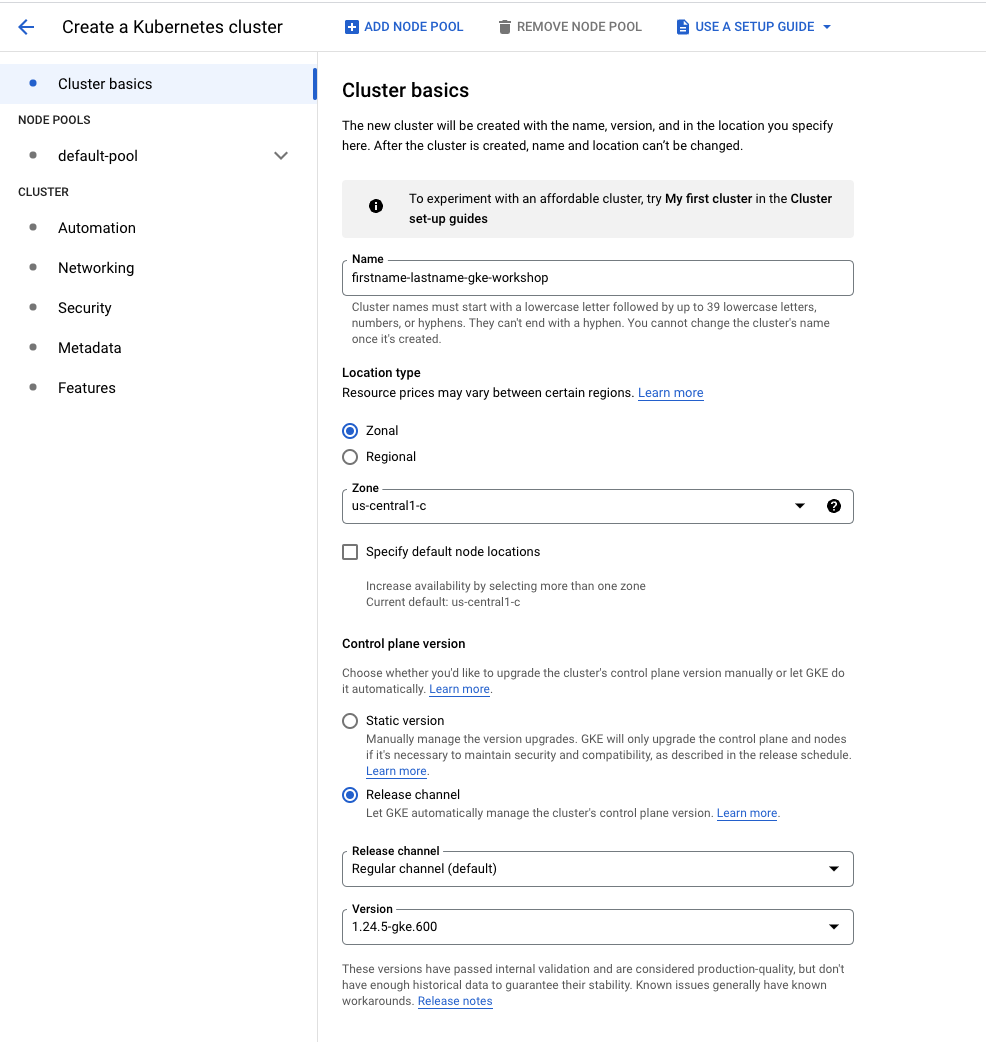 Create a Kubernetes cluster
ADD NODE POOL
REMOVE NODE POOL
USE A SETUP GUIDE
Cluster basics
NODE POOLS
default-pool
CLUSTER
Automation
Networking
Security
Metadata
Features
Cluster basics
The new cluster will be created with the name, version, and in the location you specify
here. After the cluster is created, name and location can’t be changed.
To experiment with an affordable cluster, try My first cluster in the Cluster
set-up guides
Name
firstname-lastname-gke-workshop
Cluster names must start with a lowercase letter followed by up to 39 lowercase letters,
numbers, or hyphens. They can't end with a hyphen. You cannot change the cluster's name
once it's created.
Location type
Resource prices may vary between certain regions. Learn more
Zonal
Regional
Zone
us-central1-c
Specify default node locations
Increase availability by selecting more than one zone
Current default: us-central1-c
Control plane version
Choose whether you'd like to upgrade the cluster's control plane version manually or let GKE do
it automatically. Learn more.
Static version
Manually manage the version upgrades. GKE will only upgrade the control plane and nodes
if it's necessary to maintain security and compatibility, as described in the release schedule.
Learn more.
Release channel
Let GKE automatically manage the cluster's control plane version. Learn more.
Release channel
Regular channel (default)
Version
1.24.5-gke.600
These versions have passed internal validation and are considered production-quality, but don't
have enough historical data to guarantee their stability. Known issues generally have known
workarounds. Release notes